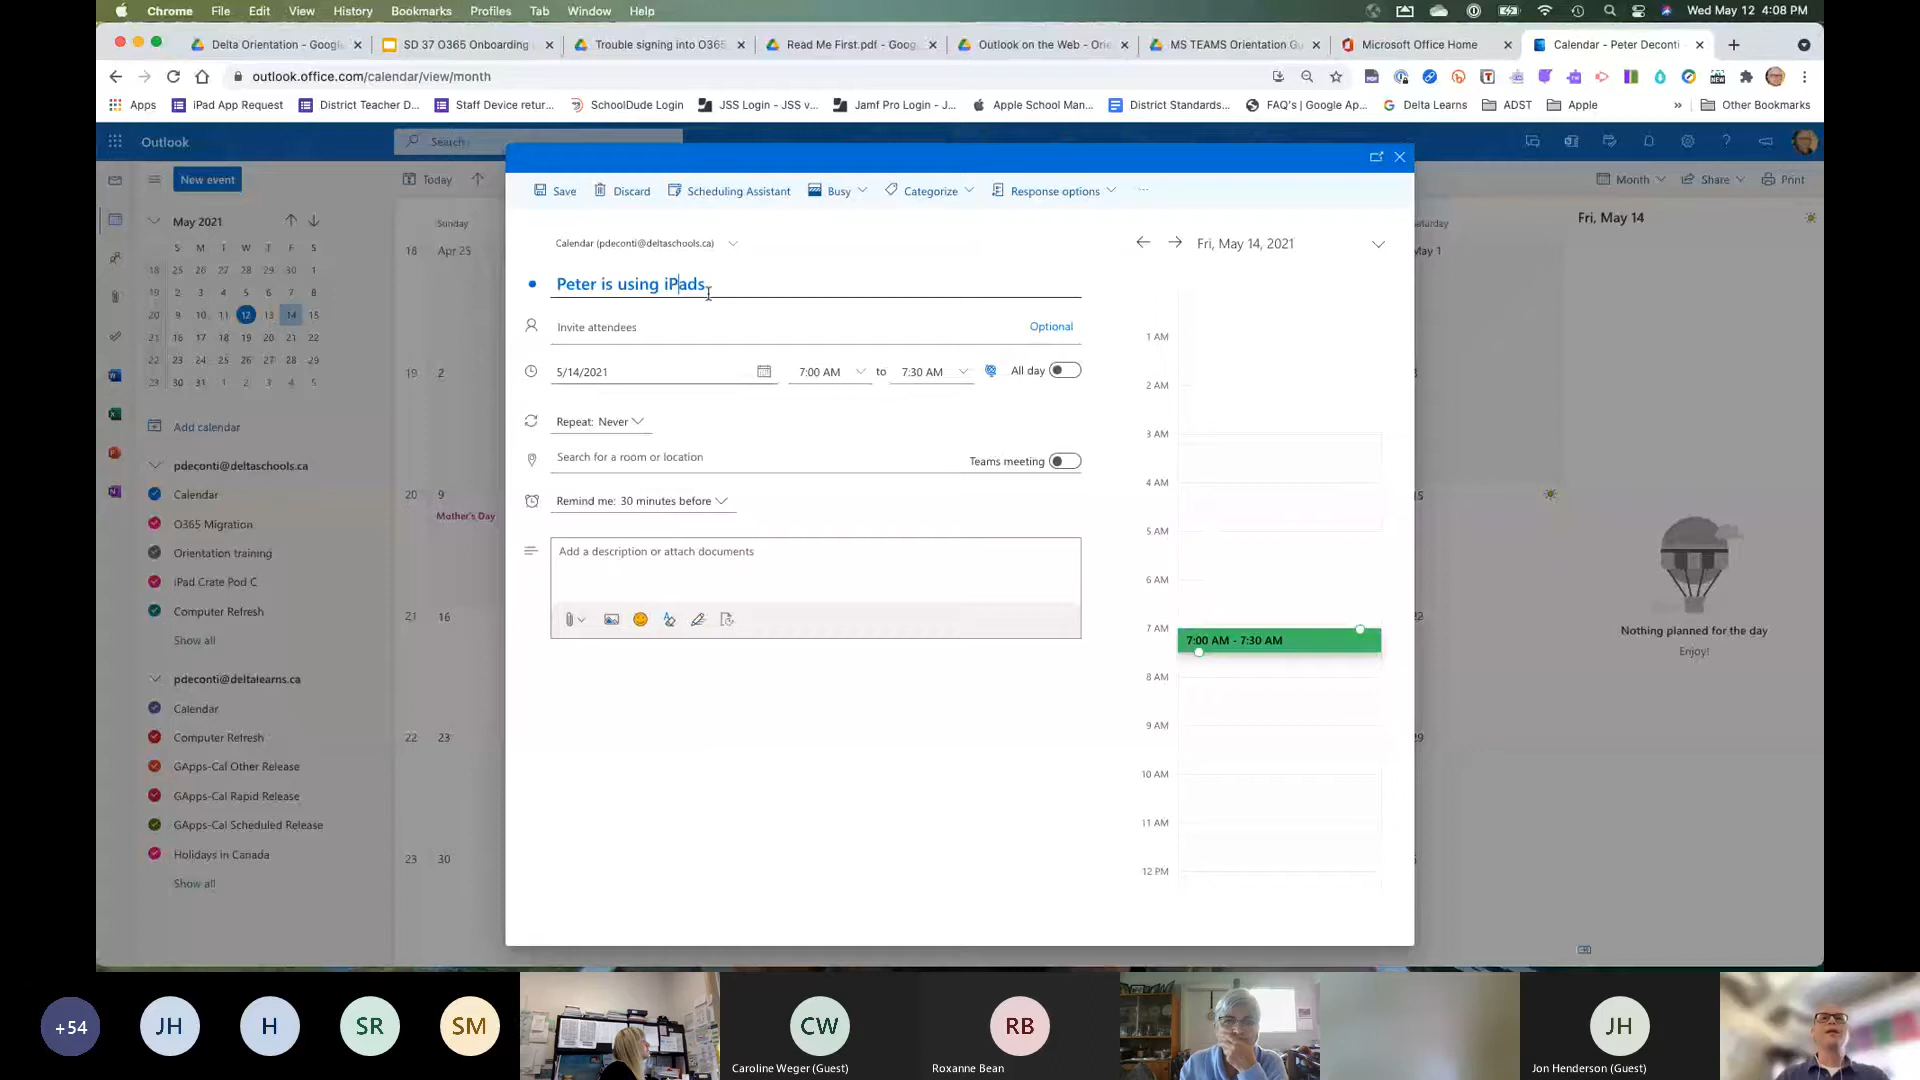 Chrome File Edit View History Bookmarks Profiles Tab Window Help
Wed May 12 4:08 PM
Delta Orientation - Google
SD 37 O365 Onboarding
Trouble signing into O365
Read Me First.pdf - Goog
Outlook on the Web - Orie
MS TEAMS Orientation Gu
Microsoft Office Home
Calendar - Peter Deconti
outlook.office.com/calendar/view/month
Apps
iPad App Request
District Teacher D...
Staff Device retur...
SchoolDude Login
JSS Login - JSS v...
Jamf Pro Login - J...
Apple School Man...
District Standards...
FAQ's | Google Ap...
Delta Learns
ADST
Apple
»
Other Bookmarks
Outlook
Search
New event
Today
Month
Share
Print
Save
Discard
Scheduling Assistant
Busy
Categorize
Response options
...
May 2021
S M T W T F S
18 25 26 27 28 29 30 1
19 2 3 4 5 6 7 8
20 9 10 11 12 13 14 15
21 16 17 18 19 20 21 22
22 23 24 25 26 27 28 29
23 30 31 1 2 3 4 5
Add calendar
pdeconti@deltaschools.ca
Calendar
O365 Migration
Orientation training
iPad Crate Pod C
Computer Refresh
Show all
pdeconti@deltalearns.ca
Calendar
Computer Refresh
GApps-Cal Other Release
GApps-Cal Rapid Release
GApps-Cal Scheduled Release
Holidays in Canada
Show all
Sunday
18 Apr 25
19 2
20 9
Mother's Day
21 16
22 23
23 30
Calendar (pdeconti@deltaschools.ca)
Peter is using iPads
Invite attendees
Optional
5/14/2021
7:00 AM to 7:30 AM
All day
Repeat: Never
Search for a room or location
Teams meeting
Remind me: 30 minutes before
Add a description or attach documents
Fri, May 14, 2021
1 AM
2 AM
3 AM
4 AM
5 AM
6 AM
7 AM
7:00 AM - 7:30 AM
8 AM
9 AM
10 AM
11 AM
12 PM
aturday
May 1
29
Fri, May 14
Nothing planned for the day
Enjoy!
+54
JH
H
SR
SM
CW
Caroline Weger (Guest)
RB
Roxanne Bean
JH
Jon Henderson (Guest)